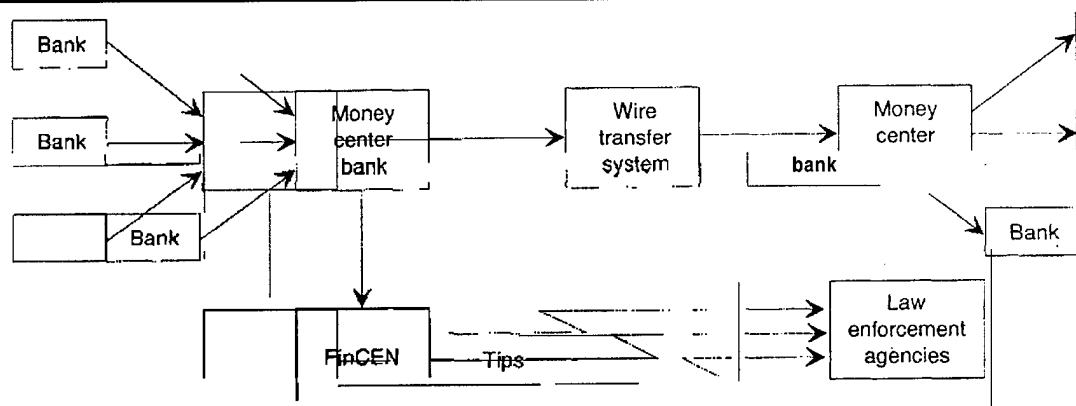 Bank
Bank
Bank
Money
center
bank
Wire
transfer
system
Money
center
bank
Bank
FinCEN
Tips
Law
enforcement
agencies